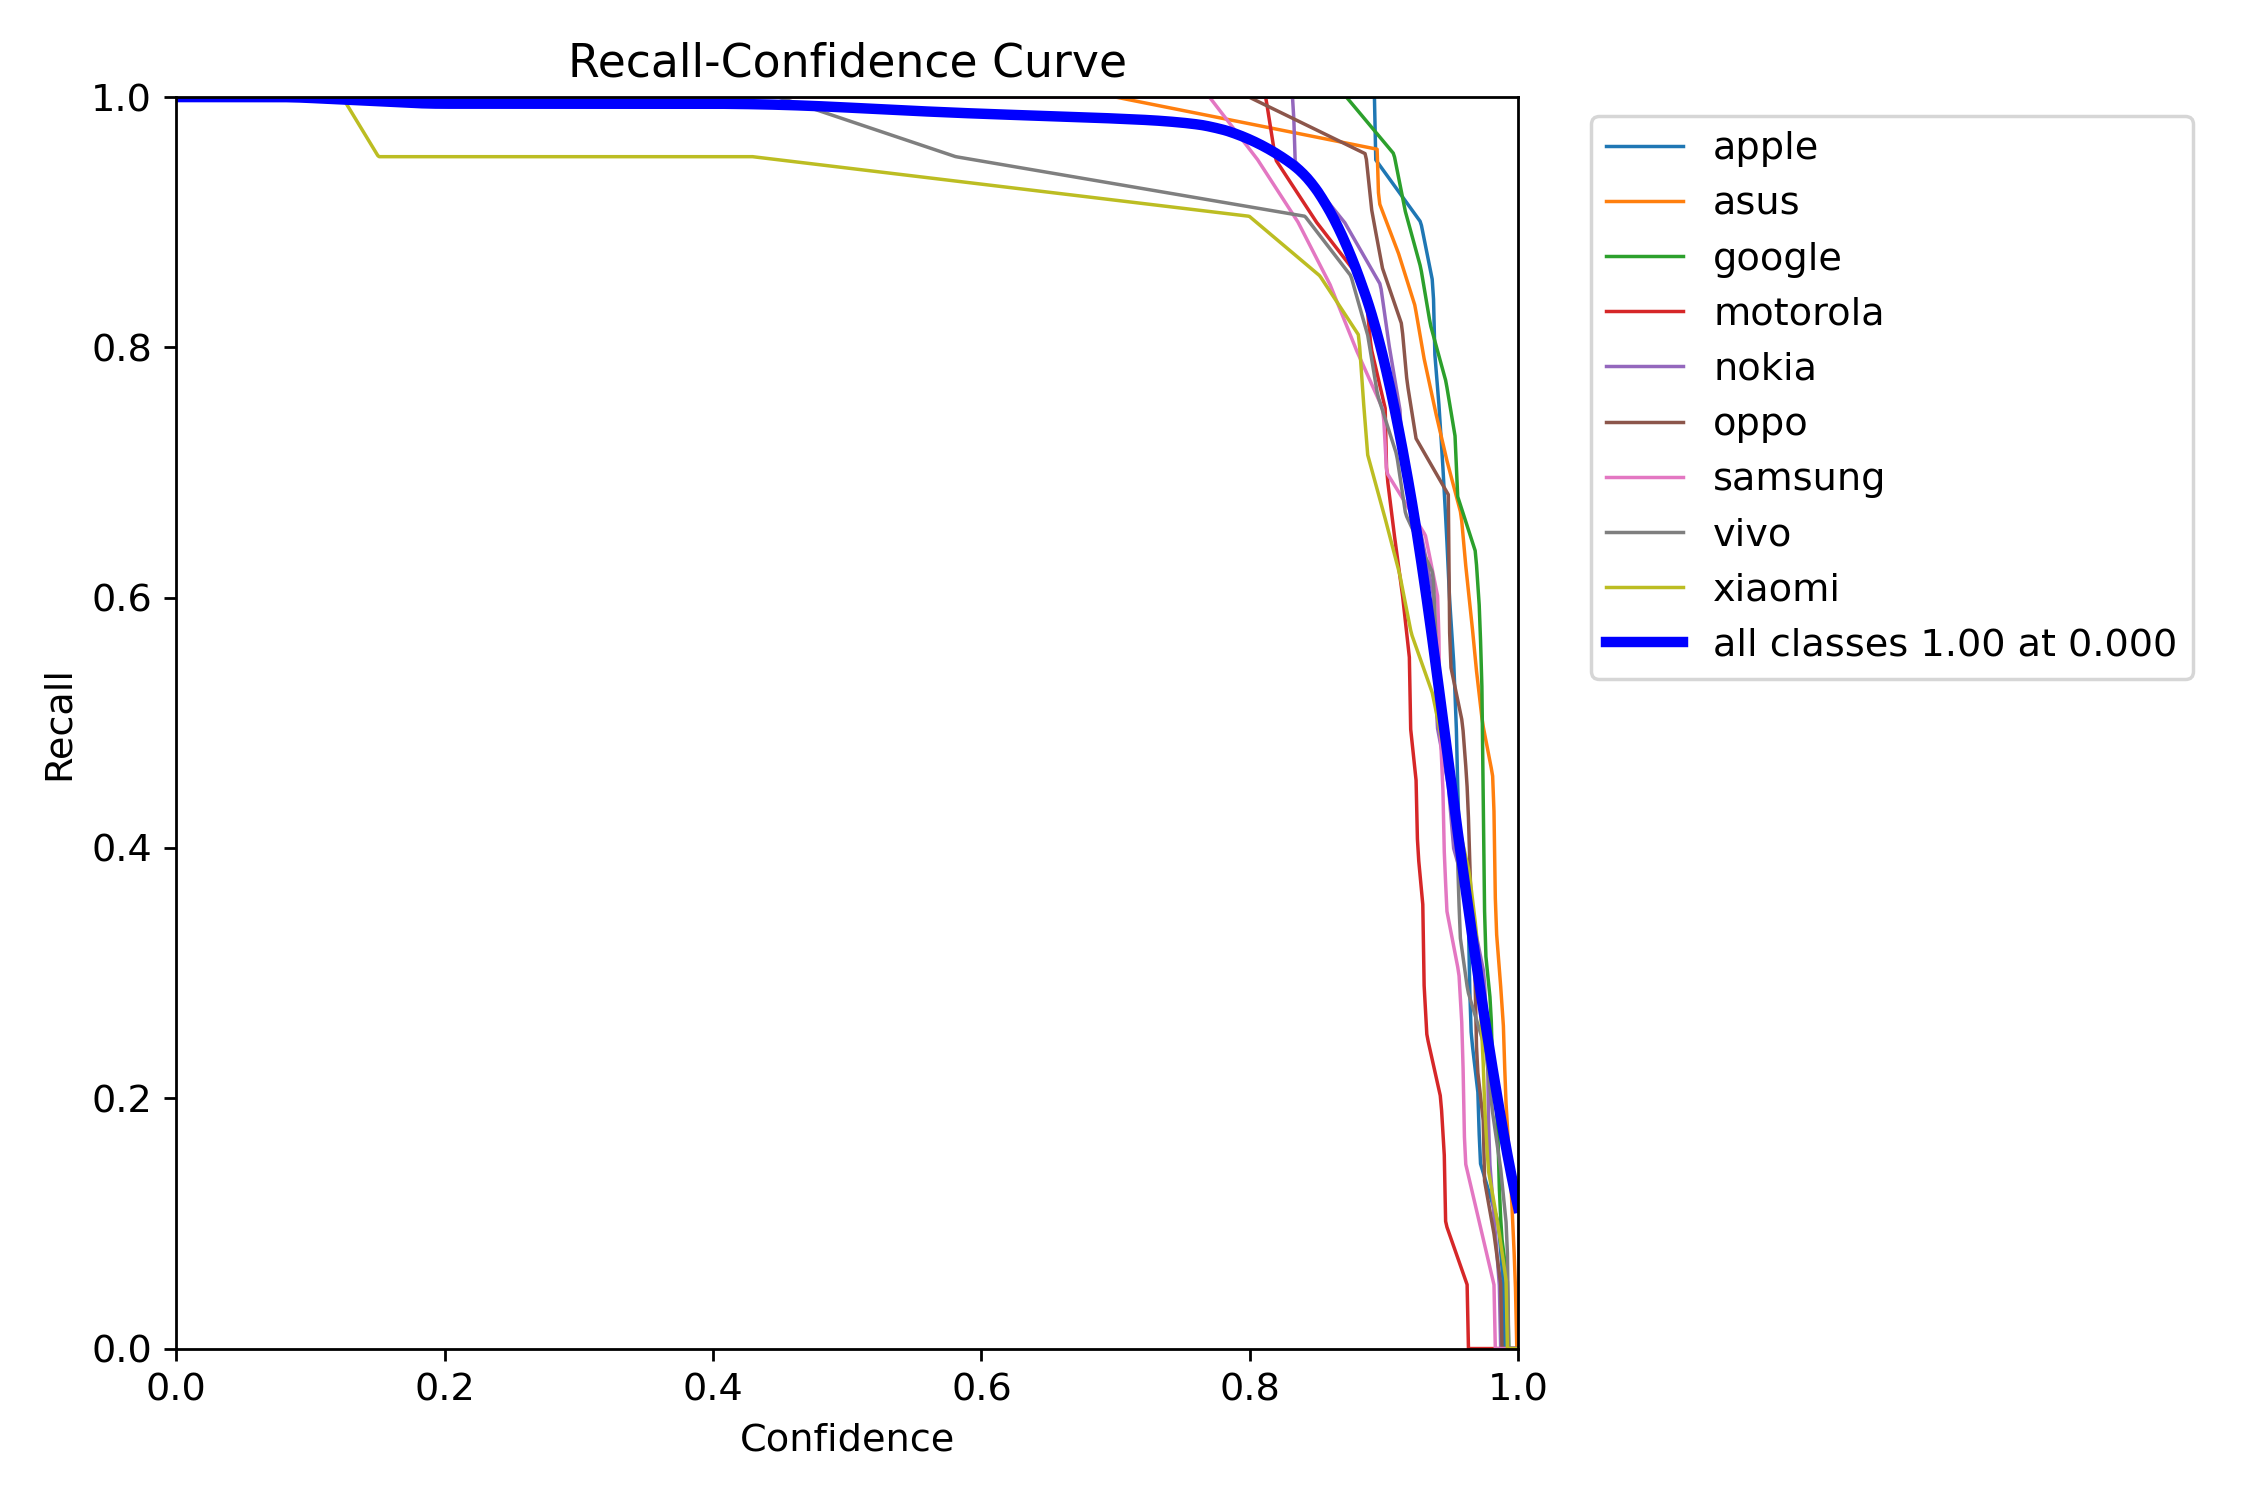 Recall-Confidence Curve
1.0
0.8
0.6
0.4
0.2
0.0
Recall
0.0 0.2 0.4 0.6 0.8 1.0
Confidence
apple
asus
google
motorola
nokia
oppo
samsung
vivo
xiaomi
all classes 1.00 at 0.000